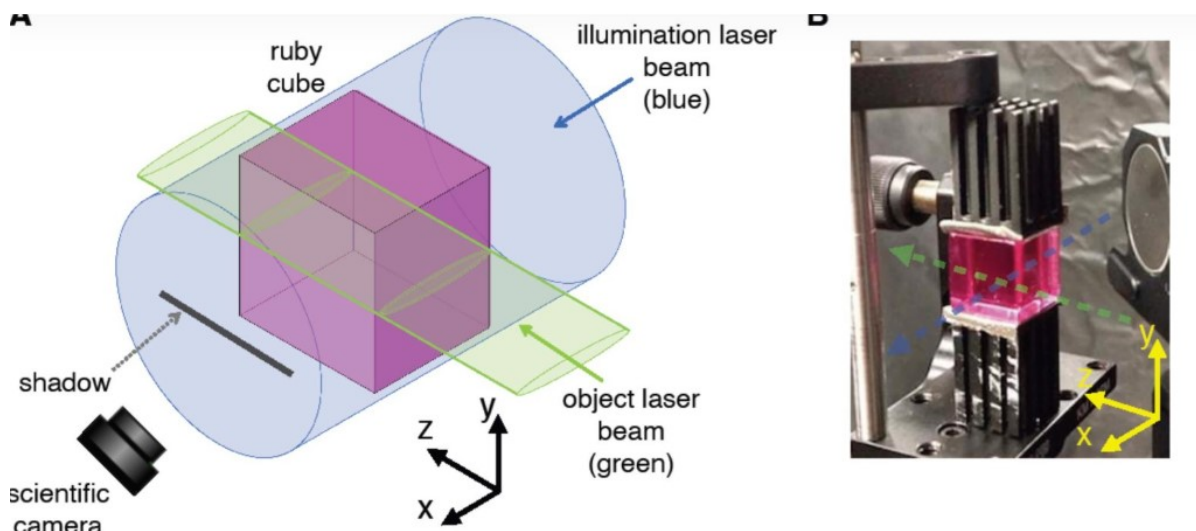 A
ruby
cube
illumination laser
beam
(blue)
shadow
scientific
camera
object laser
beam
(green)
y
z
x
B
y
z
x